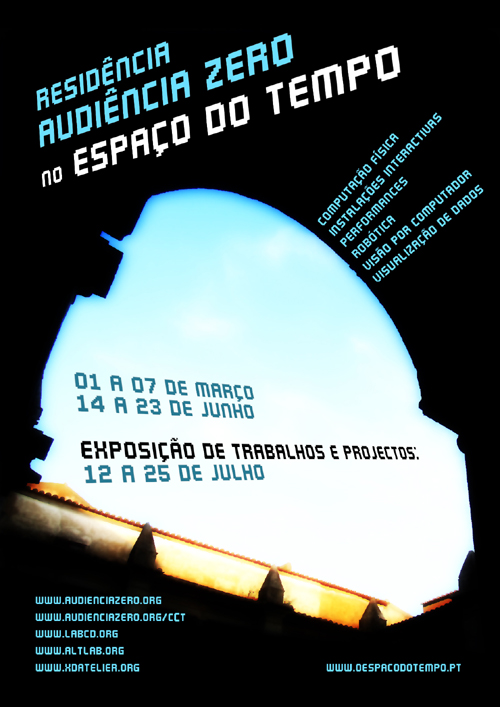 RESIDÊNCIA
AUDIÊNCIA ZERO
NO ESPAÇO DO TEMPO
COMPUTAÇÃO FÍSICA
INSTALAÇÕES INTERACTIVAS
PERFORMANCES
ROBÓTICA
VISÃO POR COMPUTADOR
VISUALIZAÇÃO DE DADOS
01 A 07 DE MARÇO
14 A 23 DE JUNHO
EXPOSIÇÃO DE TRABALHOS E PROJECTOS:
12 A 25 DE JULHO
WWW.AUDIENCIAZERO.ORG
WWW.AUDIENCIAZERO.ORG/CCT
WWW.LABCD.ORG
WWW.ALTLAB.ORG
WWW.XDATELIER.ORG
WWW.OESPACODOTEMPO.PT